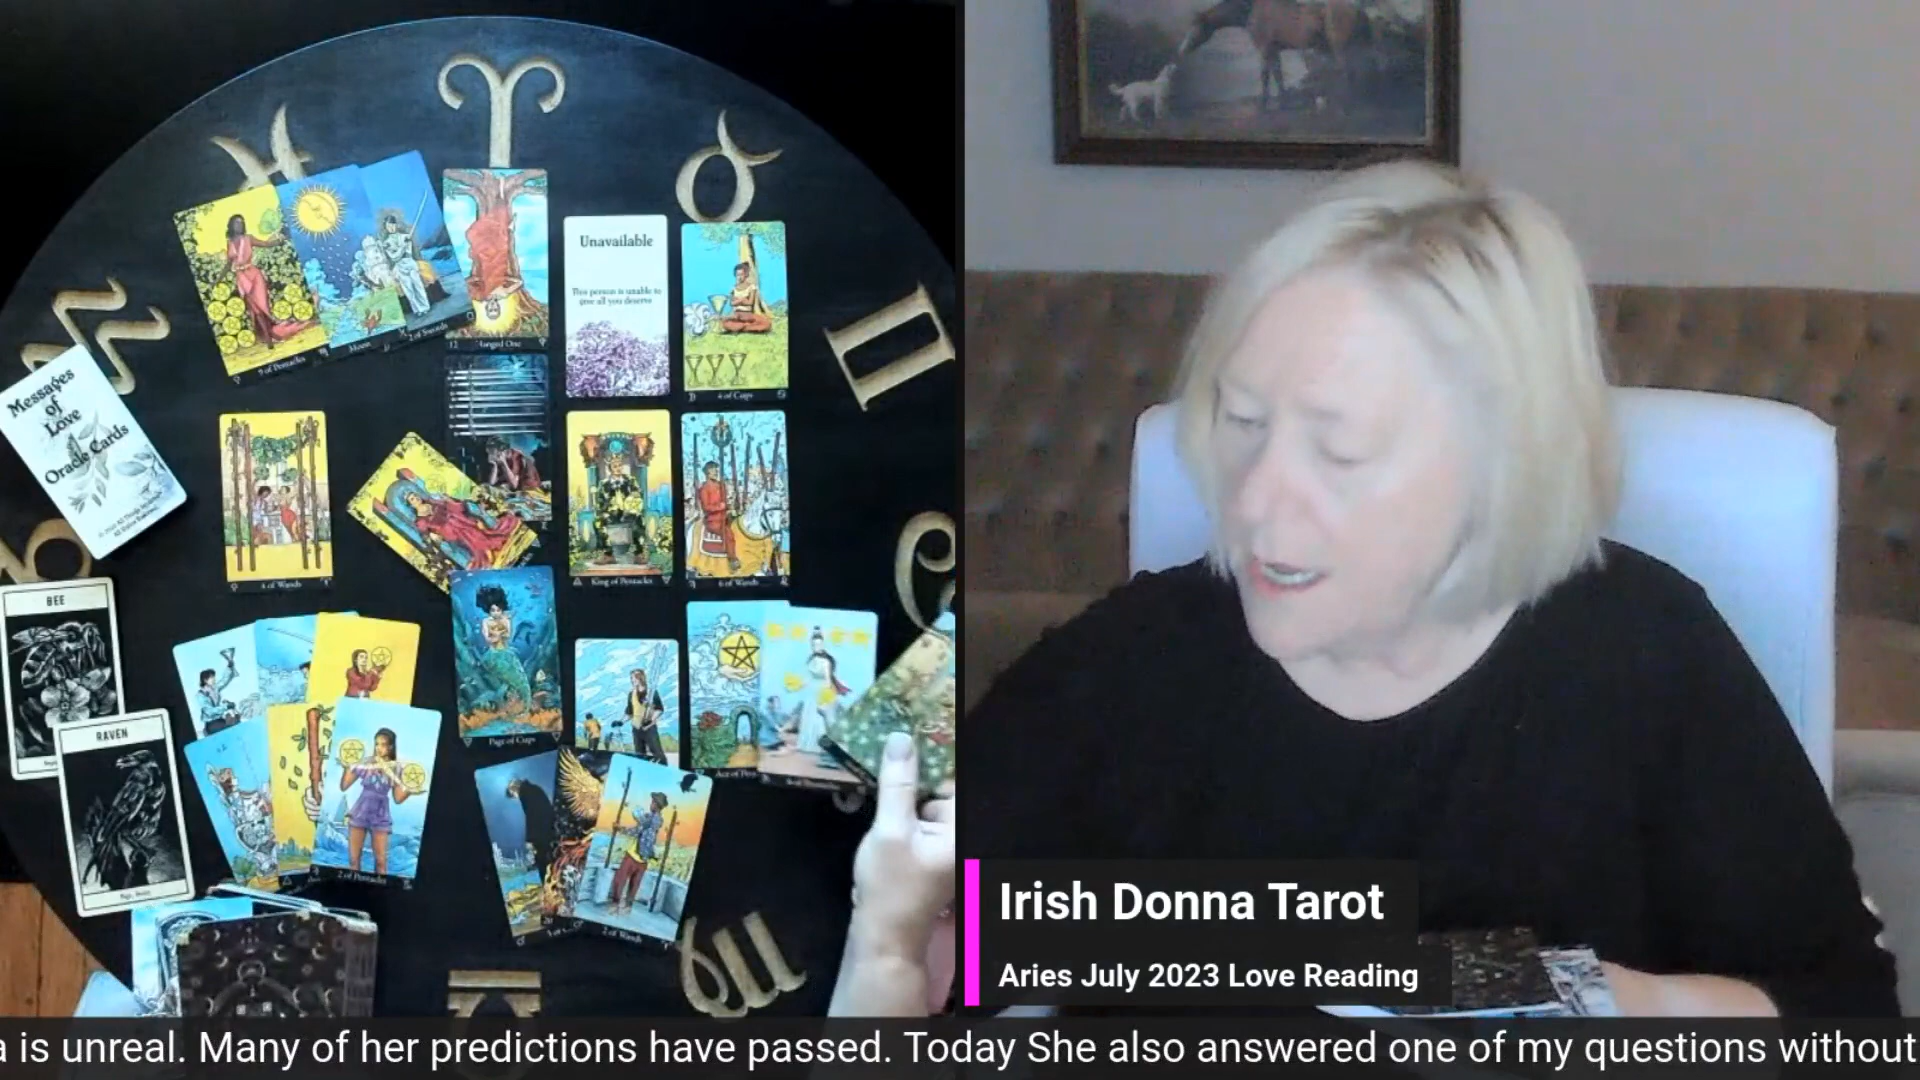 Unavailable
This person is unable to
give all you deserve
9 of Pentacles
Moon
2 of Swords
12
Hanged One
4 of Cups
Messages
of
Love
Oracle Cards
4 of Wands
King of Pentacles
6 of Wands
BEE
RAVEN
Page of Cups
2 of Pentacles
2 of Wands
Irish Donna Tarot
Aries July 2023 Love Reading
a is unreal. Many of her predictions have passed. Today She also answered one of my questions without